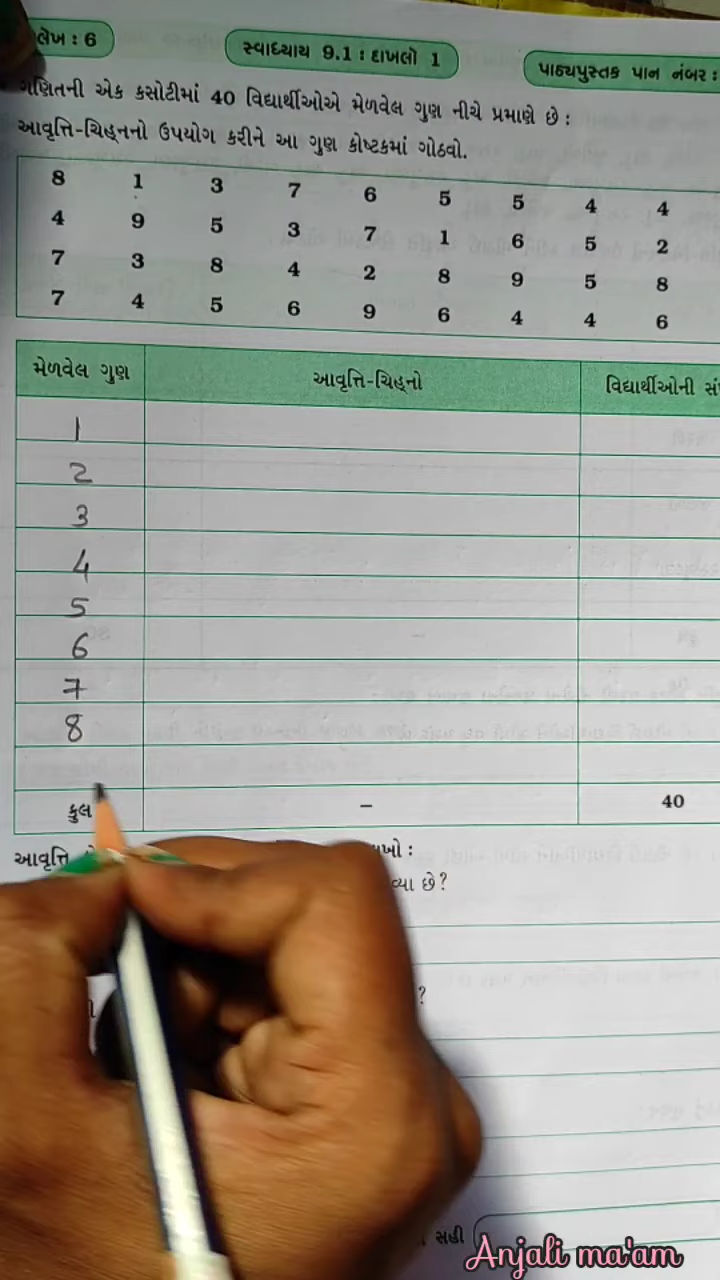 લેખ : 6 સ્વાધ્યાય 9.1 : દાખલો 1 પાઠ્યપુસ્તક પાન નંબર :
ગણિતની એક કસોટીમાં 40 વિદ્યાર્થીઓએ મેળવેલ ગુણ નીચે પ્રમાણે છે :
આવૃત્તિ-ચિહ્નનો ઉપયોગ કરીને આ ગુણ કોષ્ટકમાં ગોઠવો.
8 1 3 7 6 5 5 4 4
4 9 5 3 7 1 6 5 2
7 3 8 4 2 8 9 5 8
7 4 5 6 9 6 4 4 6
મેળવેલ ગુણ આવૃત્તિ-ચિહ્નો વિદ્યાર્થીઓની
1
2
3
4
5
6
7
8
કુલ – 40
આવૃત્તિ
છે?
?
સહી
Anjali ma'am